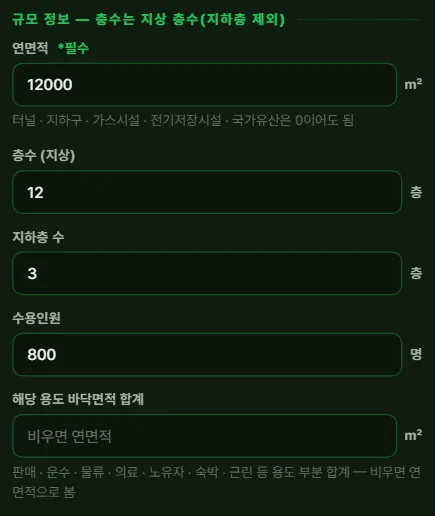 규모 정보 — 층수는 지상 층수(지하층 제외)
연면적 *필수
12000 m²
터널 · 지하구 · 가스시설 · 전기저장시설 · 국가유산은 0이어도 됨
층수 (지상)
12 층
지하층 수
3 층
수용인원
800 명
해당 용도 바닥면적 합계
비우면 연면적 m²
판매 · 운수 · 물류 · 의료 · 노유자 · 숙박 · 근린 등 용도 부분 합계 — 비우면 연
면적으로 봄